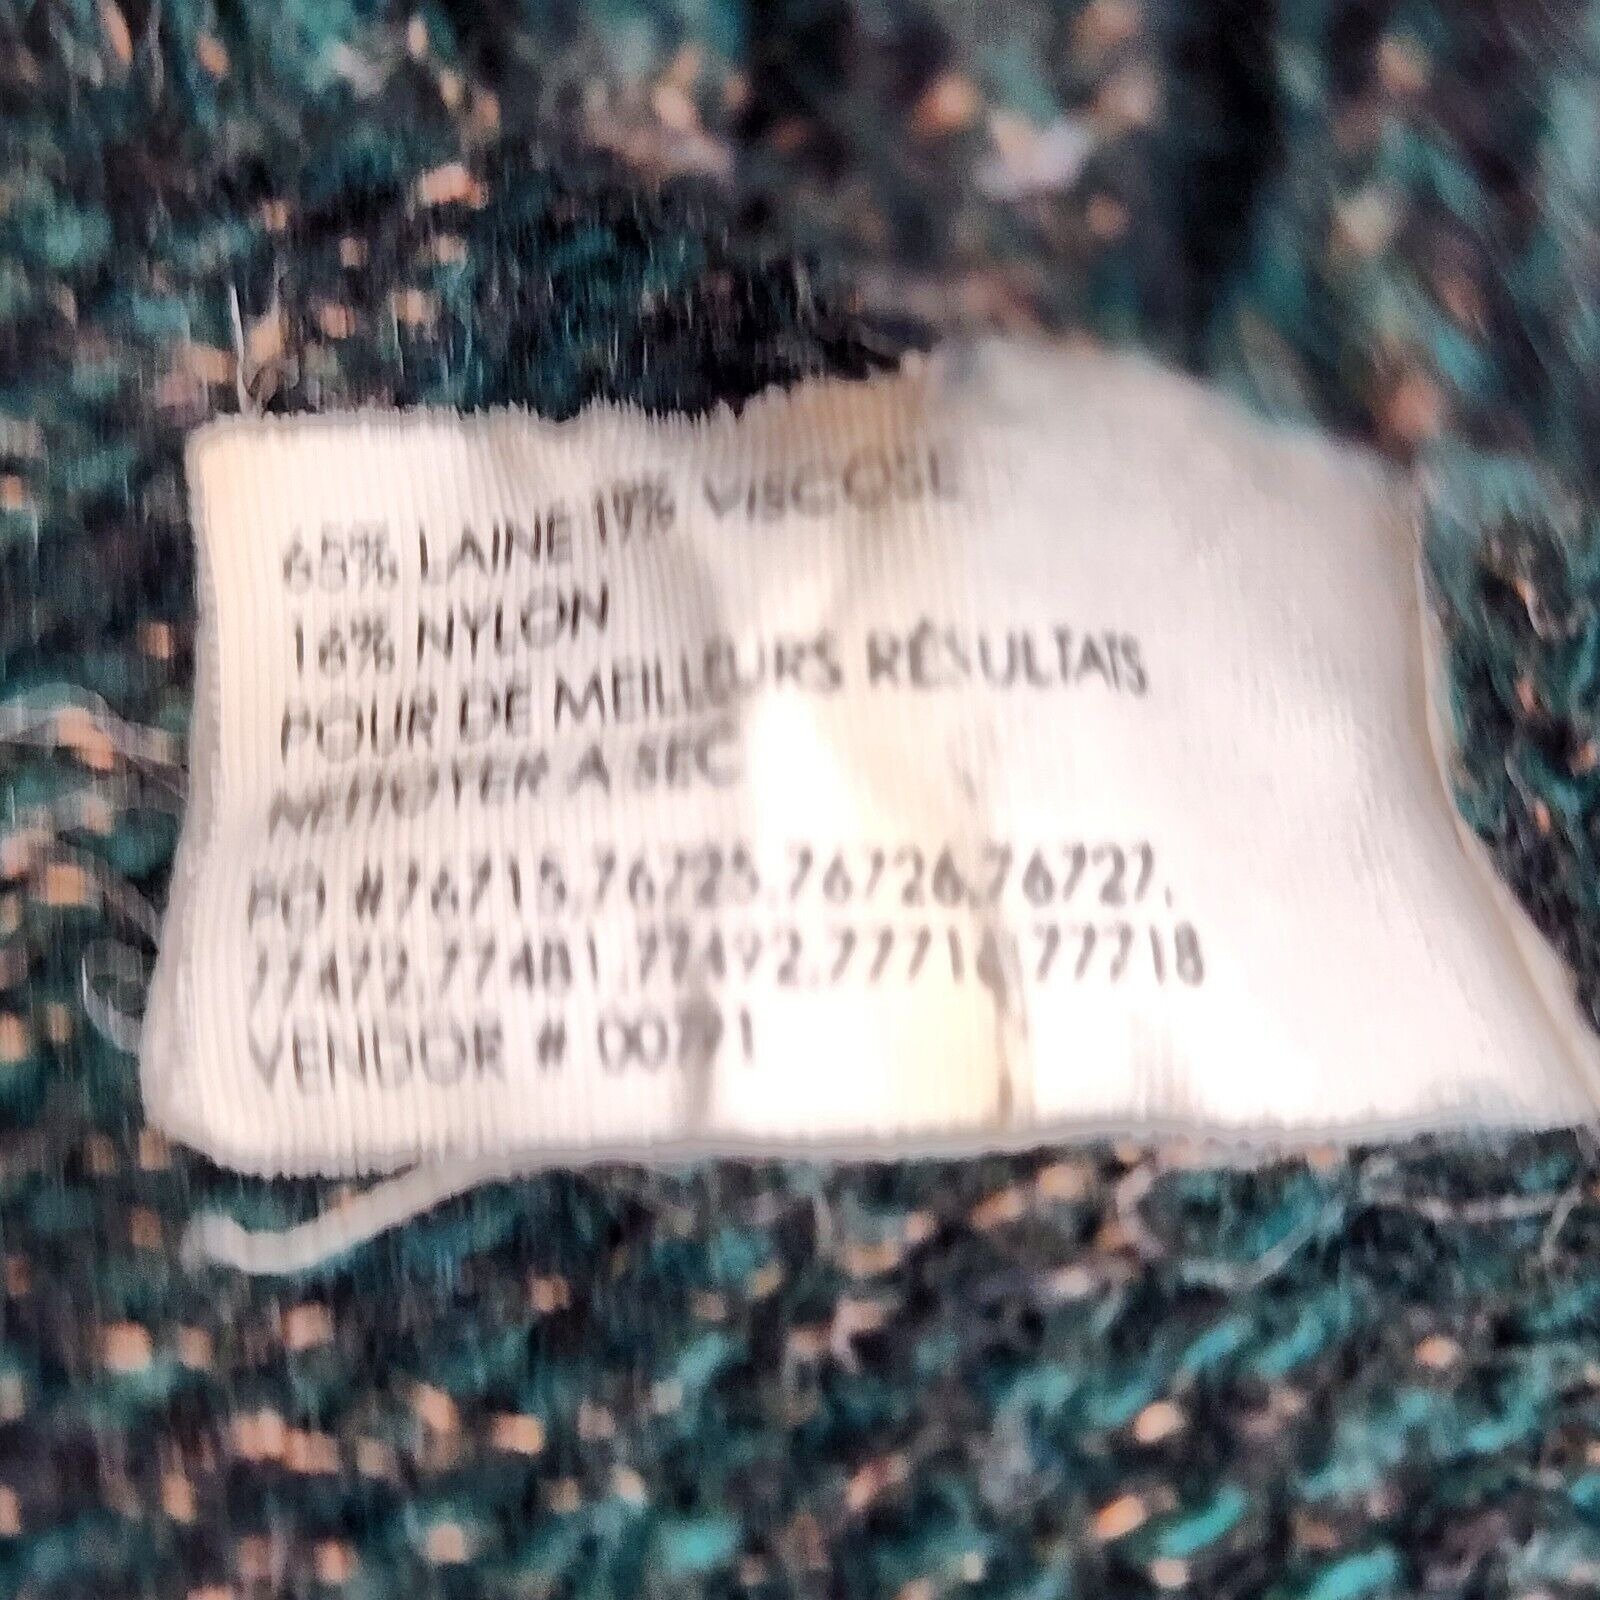 65% LAINE 19% VISCOSE
16% NYLON
POUR DE MEILLEURS RÉSULTATS
NETTOYER A SEC
PO #76715,76725,76726,76727,
77472,77481,77492,77716,77718
VENDOR #